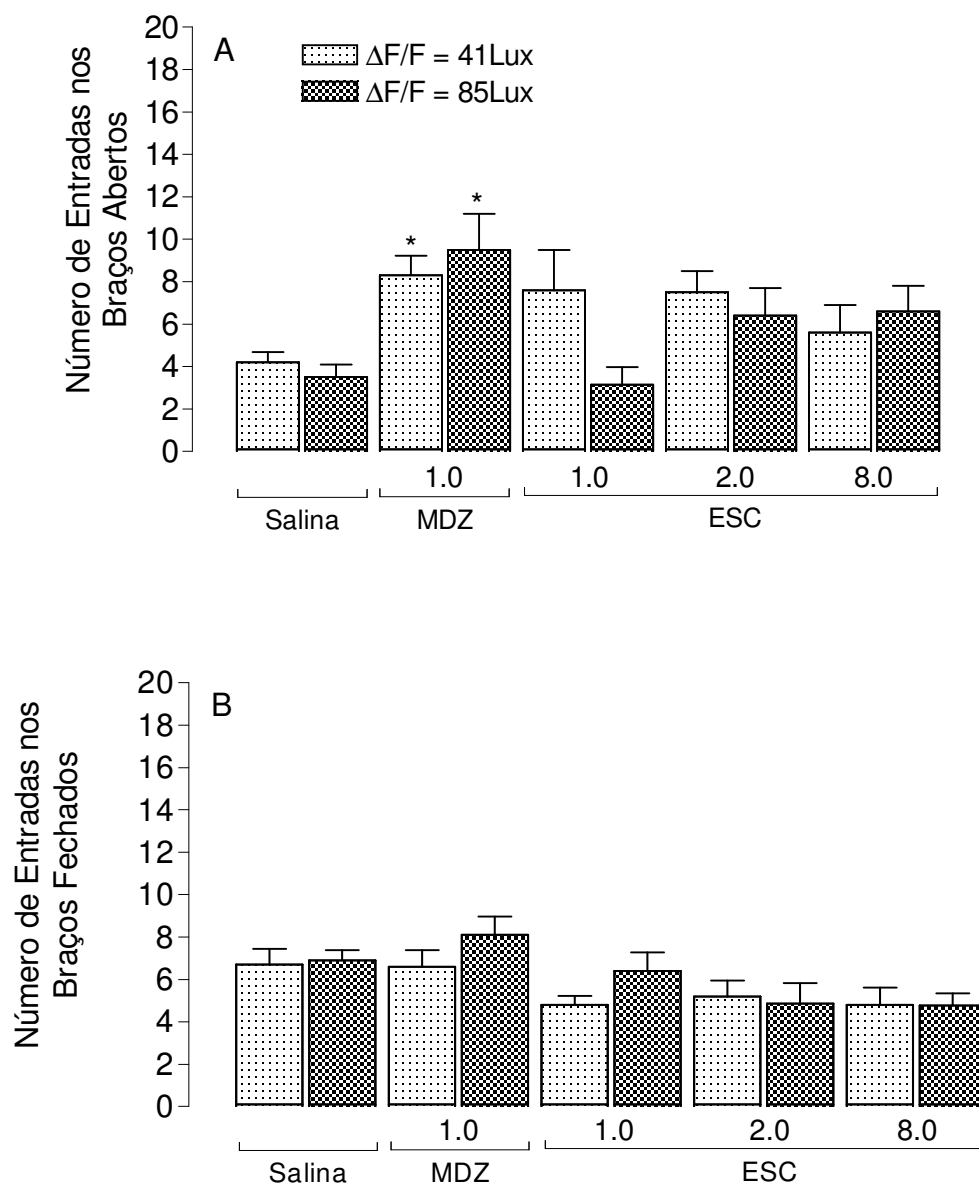 A
ΔF/F = 41Lux
ΔF/F = 85Lux
Número de Entradas nos
Braços Abertos
20
18
16
14
12
10
8
6
4
2
0
* *
1.0 1.0 2.0 8.0
Salina MDZ ESC
B
Número de Entradas nos
Braços Fechados
20
18
16
14
12
10
8
6
4
2
0
1.0 1.0 2.0 8.0
Salina MDZ ESC